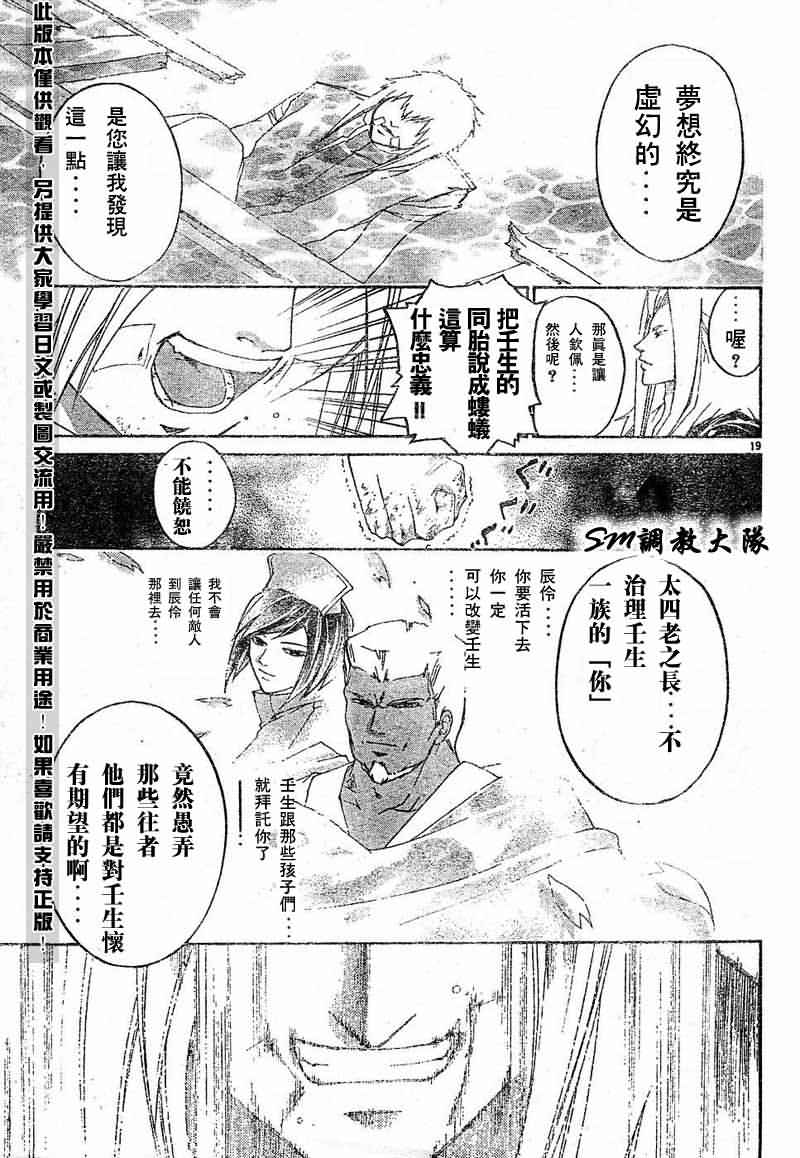 夢想終究是
虛幻的‥‥
是您讓我發現
這一點‥‥
‥‥
喔?
那真是讓
人欽佩‥‥
然後呢?
把壬生的
同胎說成螻蟻
這算
什麼忠義!!
19
‥‥
不能饒恕
Sm調教大隊
太四老之長‥‥不
治理壬生
一族的「你」
辰伶‥‥
你要活下去
你一定
可以改變壬生
‥‥
我不會
讓任何敵人
到辰伶
那裡去‥‥
壬生跟那些孩子們‥‥
就拜託你了
竟然愚弄
那些往者
他們都是對壬生懷
有期望的啊‥‥
此版本僅供觀看!另提供大家學習日文或製圖交流用!嚴禁用於商業用途!如果喜歡請支持正版!